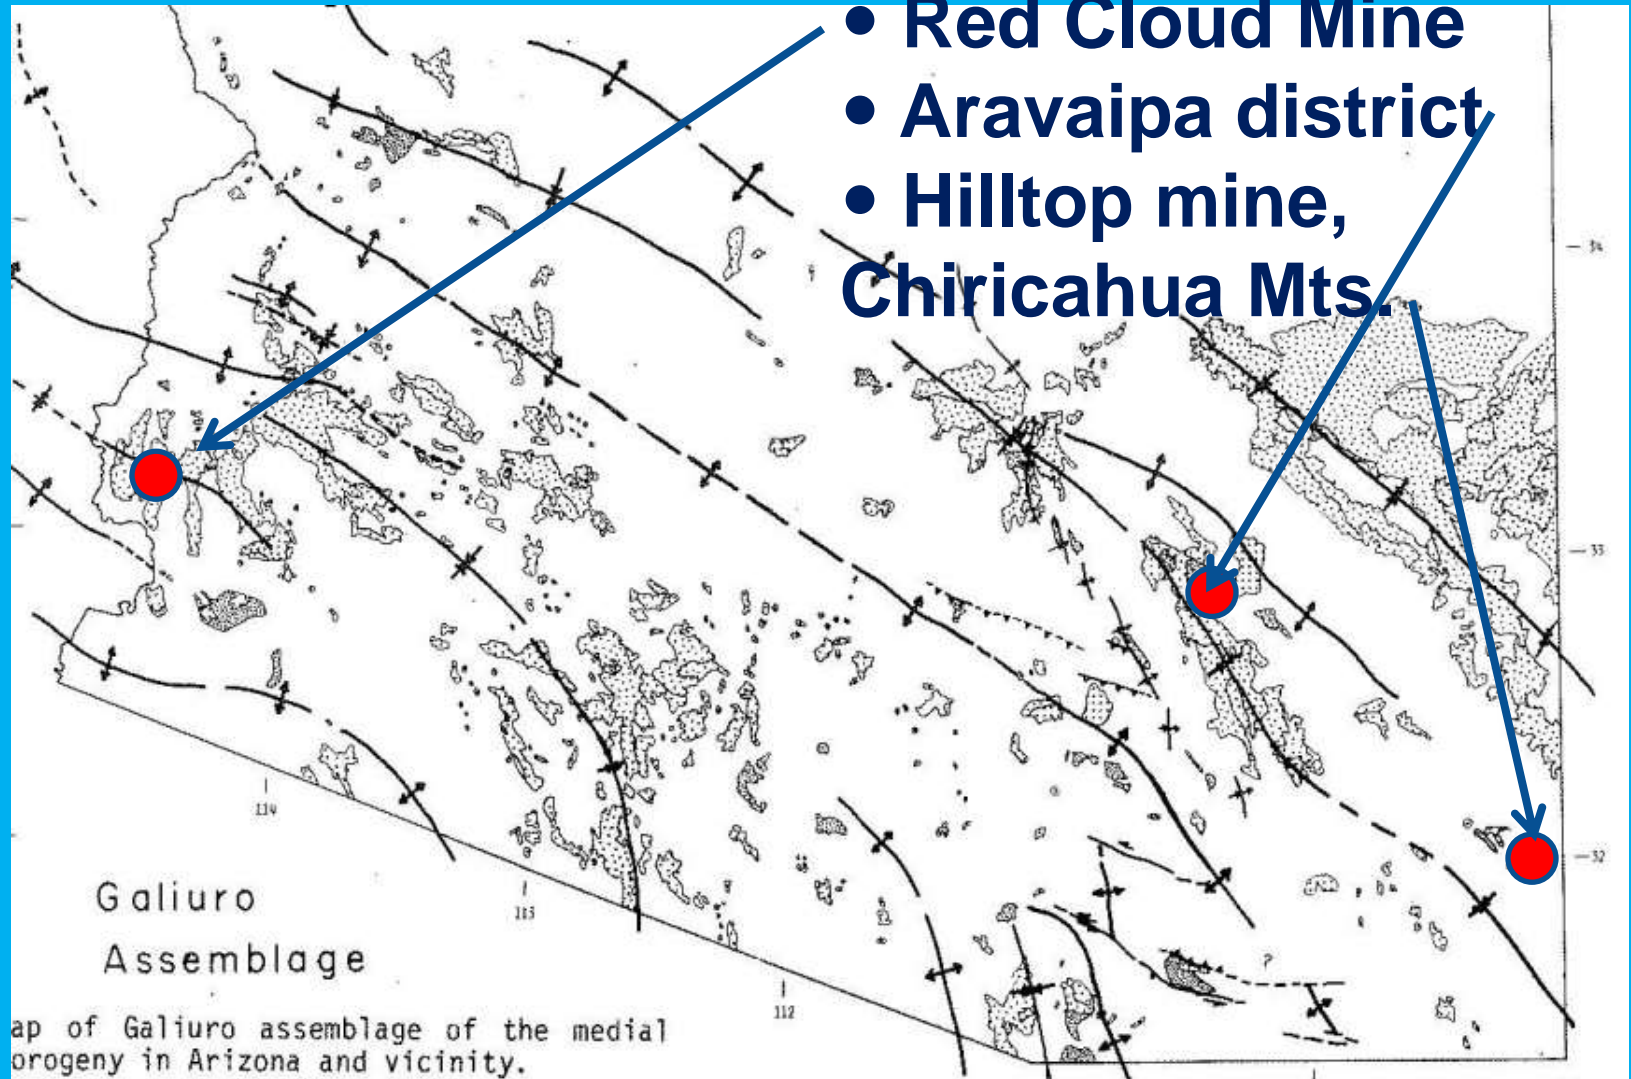 • Red Cloud Mine
• Aravaipa district
• Hilltop mine,
Chiricahua Mts.
34
33
32
114
113
112
?
Galiuro
Assemblage
ap of Galiuro assemblage of the medial
orogeny in Arizona and vicinity.